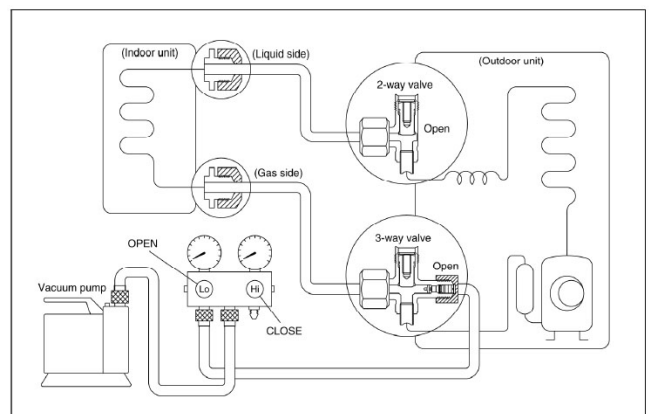 (Indoor unit)
(Liquid side)
(Outdoor unit)
2-way valve
Open
(Gas side)
3-way valve
Open
OPEN
Lo
Hi
CLOSE
Vacuum pump